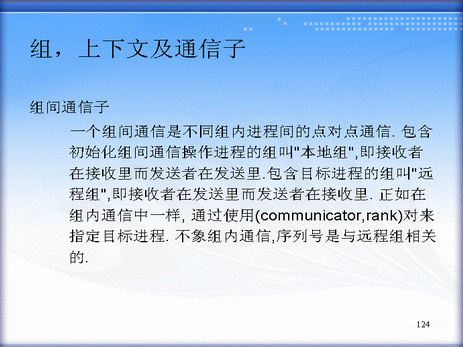 组，上下文及通信子
组间通信子
一个组间通信是不同组内进程间的点对点通信. 包含
初始化组间通信操作进程的组叫"本地组",即接收者
在接收里而发送者在发送里.包含目标进程的组叫"远
程组",即接收者在发送里而发送者在接收里. 正如在
组内通信中一样, 通过使用(communicator,rank)对来
指定目标进程. 不象组内通信,序列号是与远程组相关
的.
124